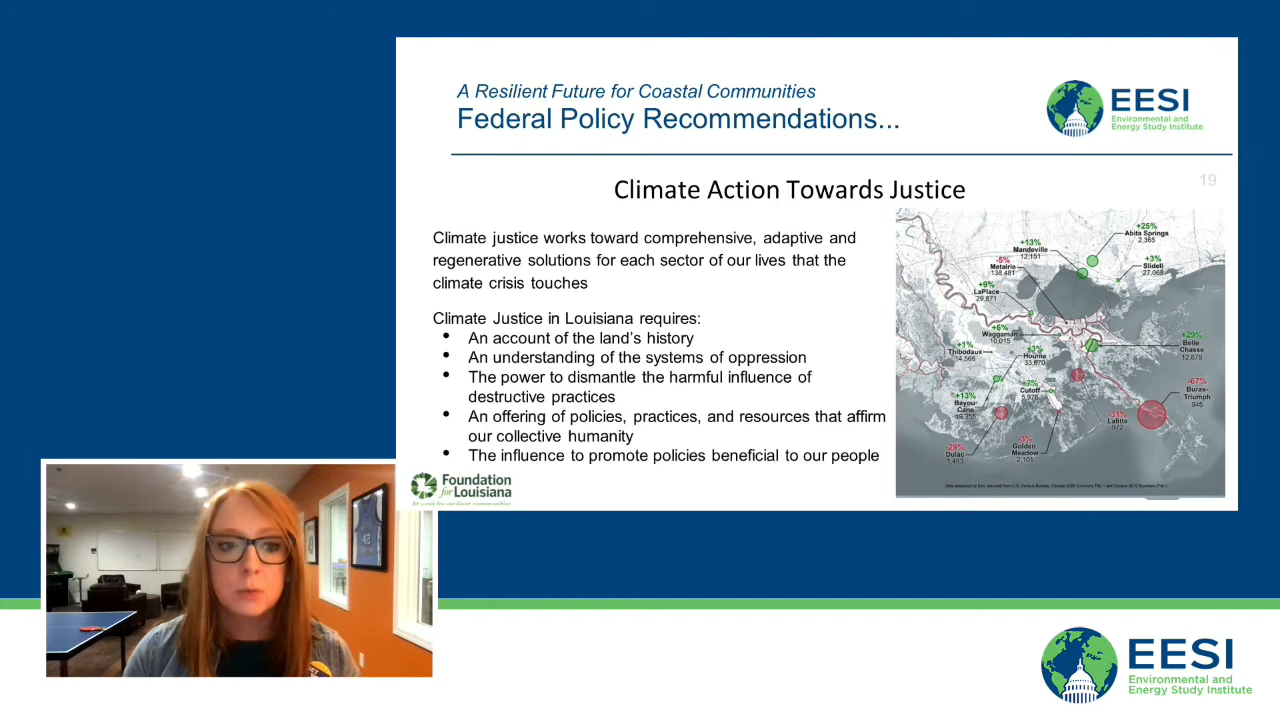 A Resilient Future for Coastal Communities
Federal Policy Recommendations...
EESI
Environmental and
Energy Study Institute
19
Climate Action Towards Justice
Climate justice works toward comprehensive, adaptive and
regenerative solutions for each sector of our lives that the
climate crisis touches
Climate Justice in Louisiana requires:
• An account of the land's history
• An understanding of the systems of oppression
• The power to dismantle the harmful influence of
destructive practices
• An offering of policies, practices, and resources that affirm
our collective humanity
• The influence to promote policies beneficial to our people
+25%
Abita Springs
2,365
+13%
Mandeville
12,151
-5%
Metairie
138,481
+3%
Slidell
27,068
+9%
LaPlace
29,871
+6%
Waggaman
10,015
+29%
Belle
Chasse
12,679
+1%
Thibodaux
14,566
+3%
Houma
+7%
Cutoff
5,976
-67%
Buras-
Triumph
945
+13%
Bayou
Cane
19,355
-31%
Lafitte
972
-29%
Dulac
1,463
-3%
Golden
Meadow
2,101
Foundation
for Louisiana
42
EESI
Environmental and
Energy Study Institute